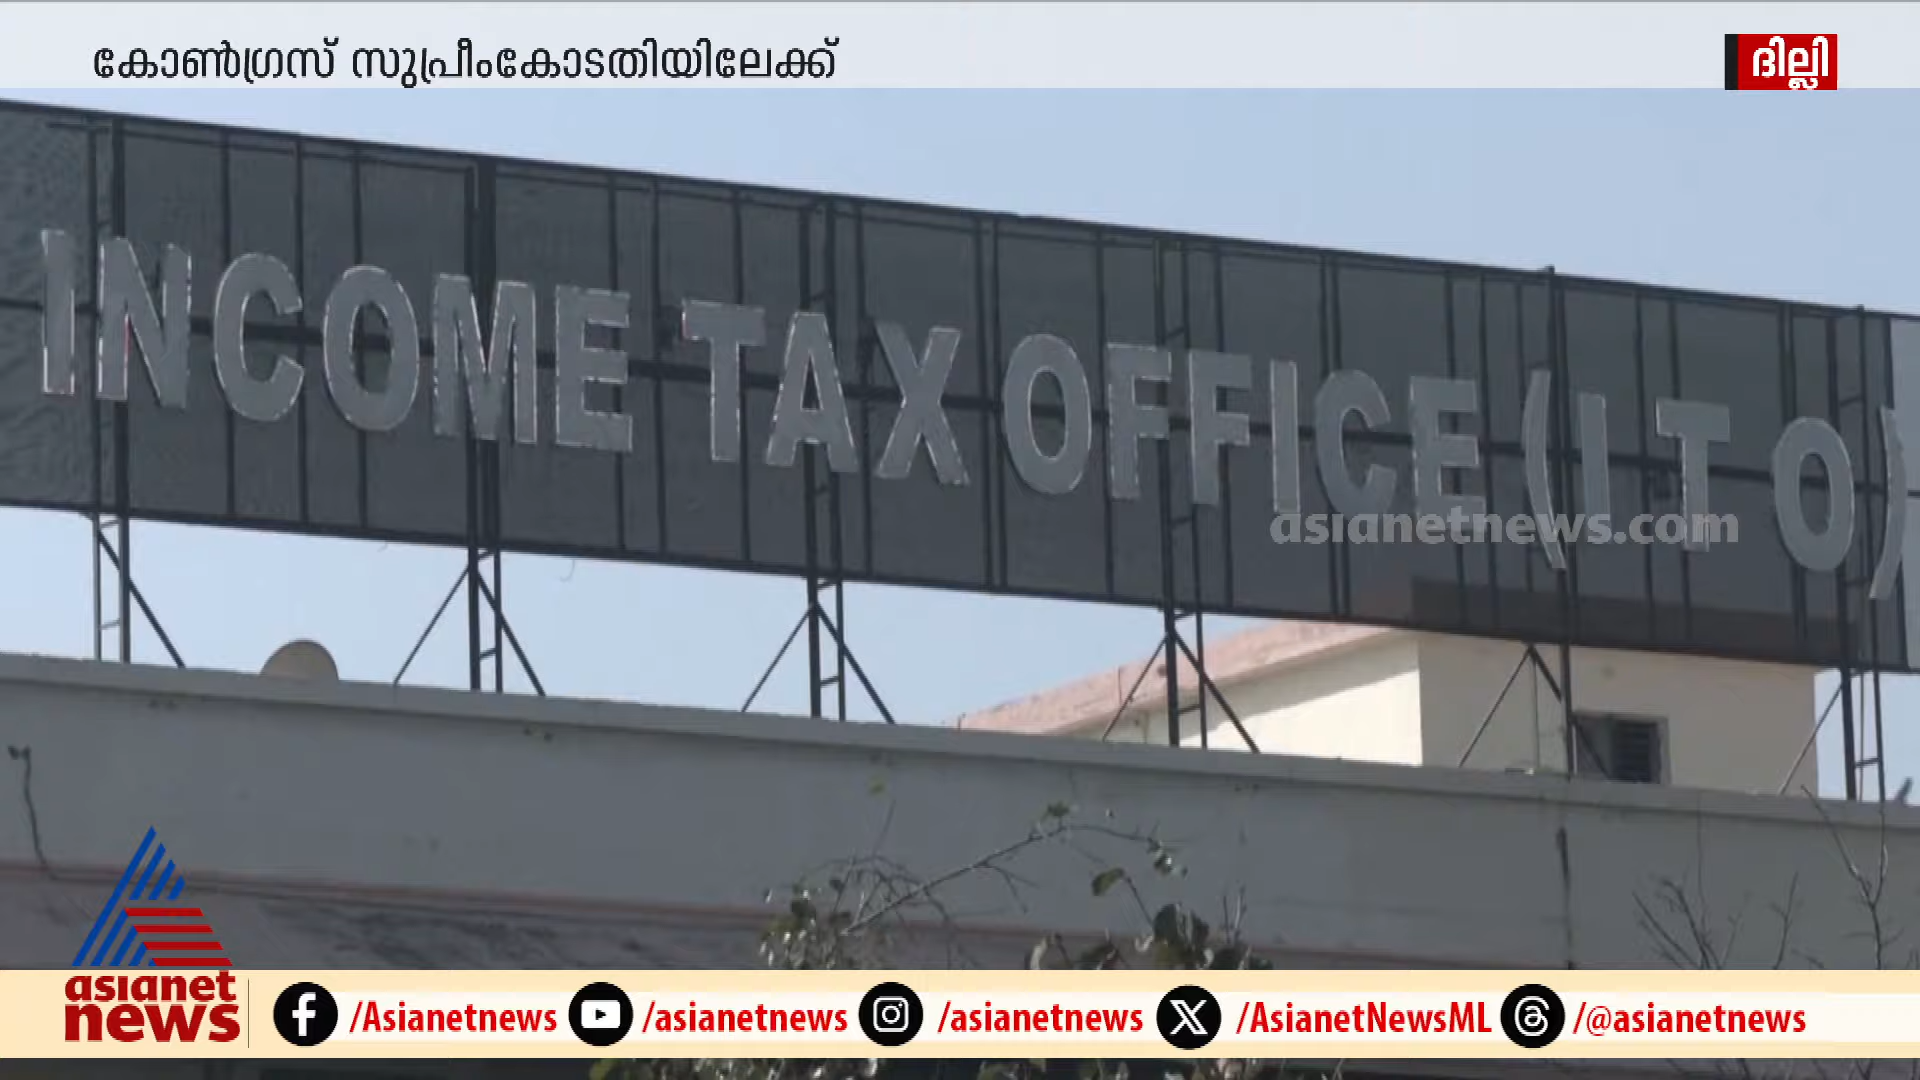 കോൺഗ്രസ് സുപ്രീംകോടതിയിലേക്ക്
ദില്ലി
INCOME TAX OFFICE (I T O)
asianetnews.com
asianet
news
/Asianetnews
/asianetnews
/asianetnews
/AsianetNewsML
/@asianetnews